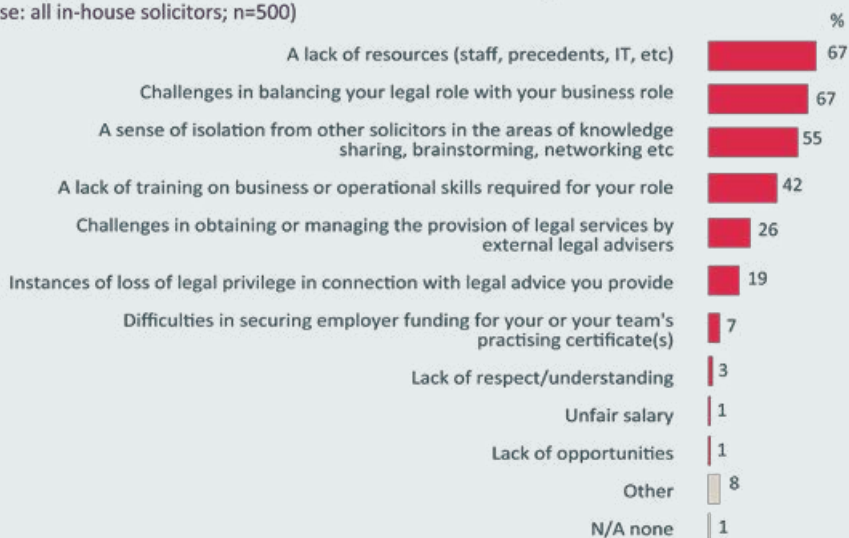 se: all in-house solicitors; n=500)
%
A lack of resources (staff, precedents, IT, etc) 67
Challenges in balancing your legal role with your business role 67
A sense of isolation from other solicitors in the areas of knowledge
sharing, brainstorming, networking etc 55
A lack of training on business or operational skills required for your role 42
Challenges in obtaining or managing the provision of legal services by
external legal advisers 26
Instances of loss of legal privilege in connection with legal advice you provide 19
Difficulties in securing employer funding for your or your team's
practising certificate(s) 7
Lack of respect/understanding 3
Unfair salary 1
Lack of opportunities 1
Other 8
N/A none 1